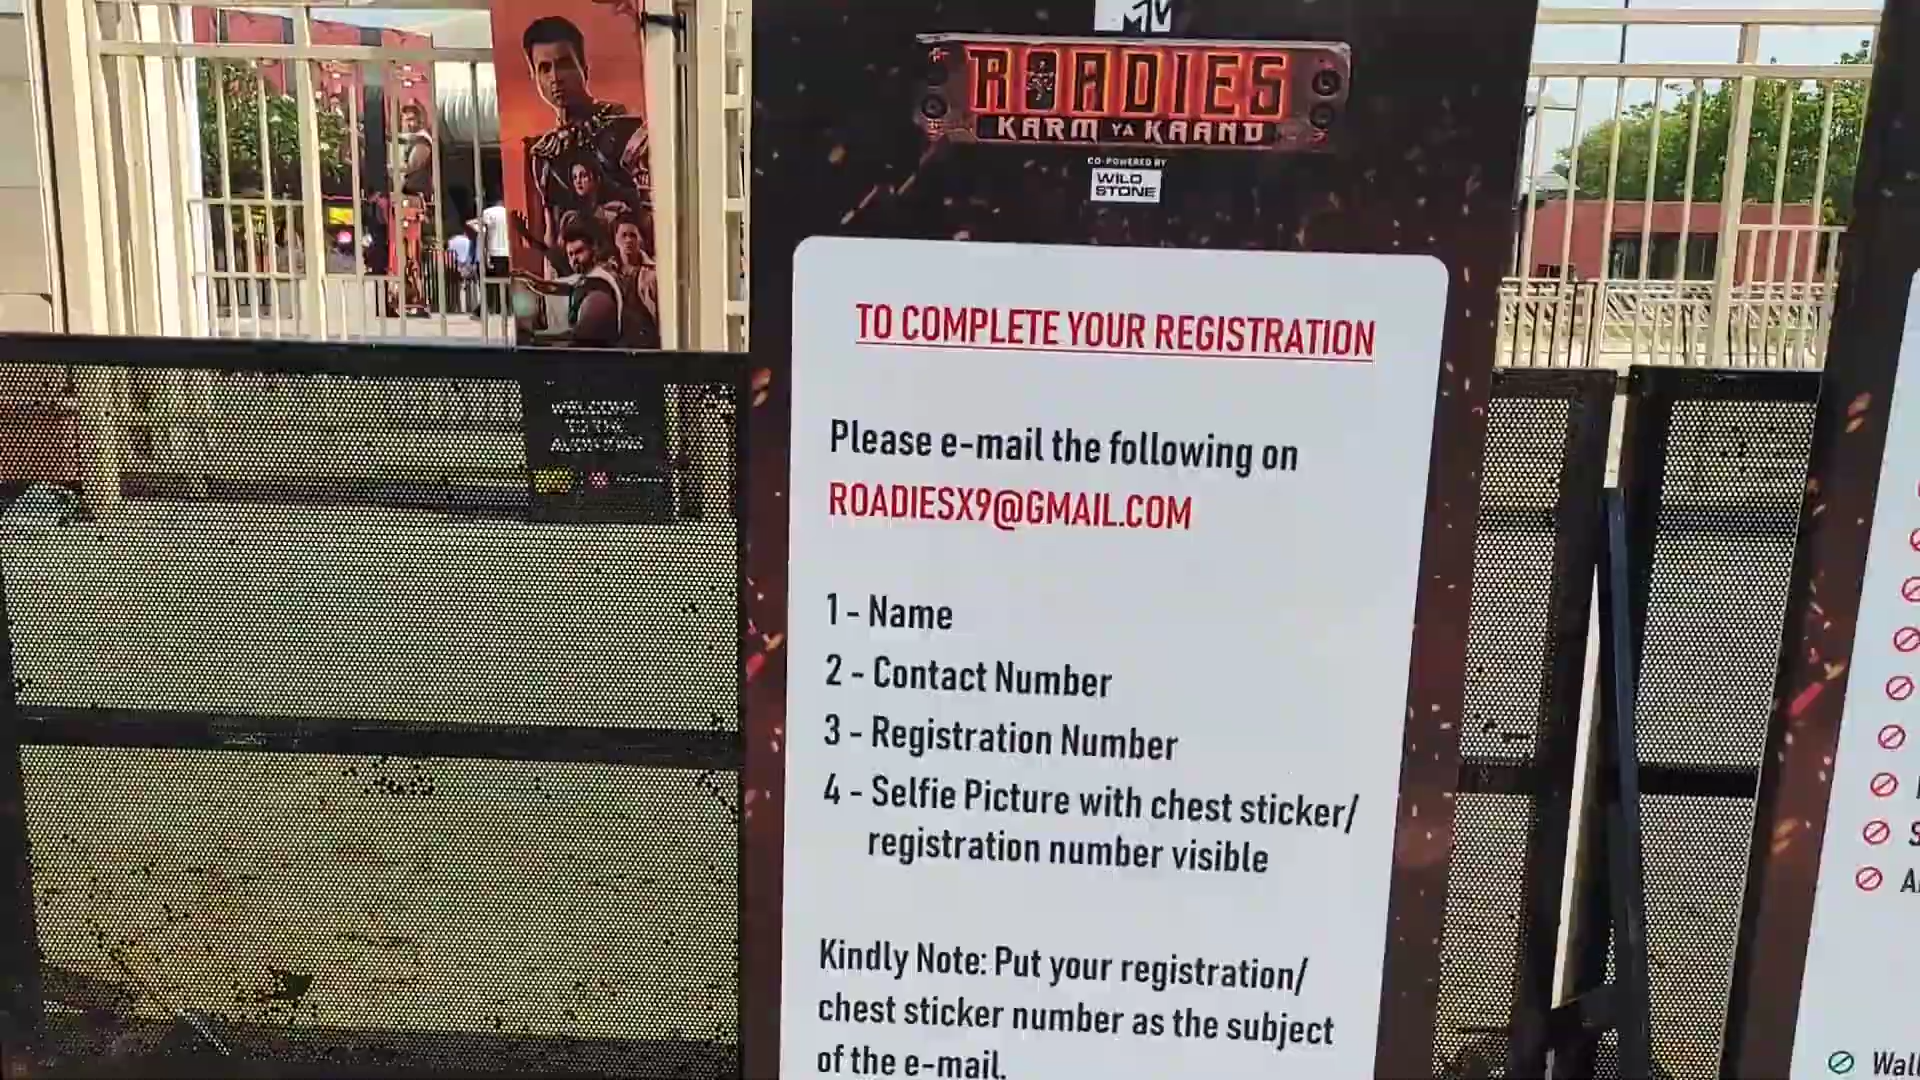 MTV
ROADIES
KARM YA KAAND
CO-POWERED BY
WILD
STONE
TO COMPLETE YOUR REGISTRATION
Please e-mail the following on
ROADIESX9@GMAIL.COM
1 - Name
2 - Contact Number
3 - Registration Number
4 - Selfie Picture with chest sticker/
registration number visible
Kindly Note: Put your registration/
chest sticker number as the subject
of the e-mail.